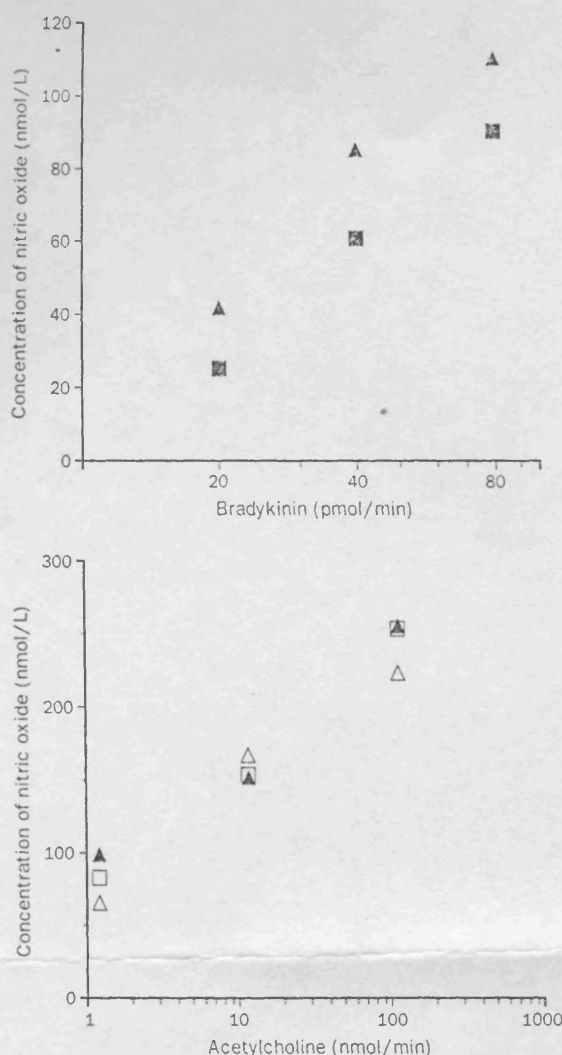 120
100
80
60
40
20
0
Concentration of nitric oxide (nmol/L)
20 40 80
Bradykinin (pmol/min)
300
200
100
0
Concentration of nitric oxide (nmol/L)
1 10 100 1000
Acetylcholine (nmol/min)